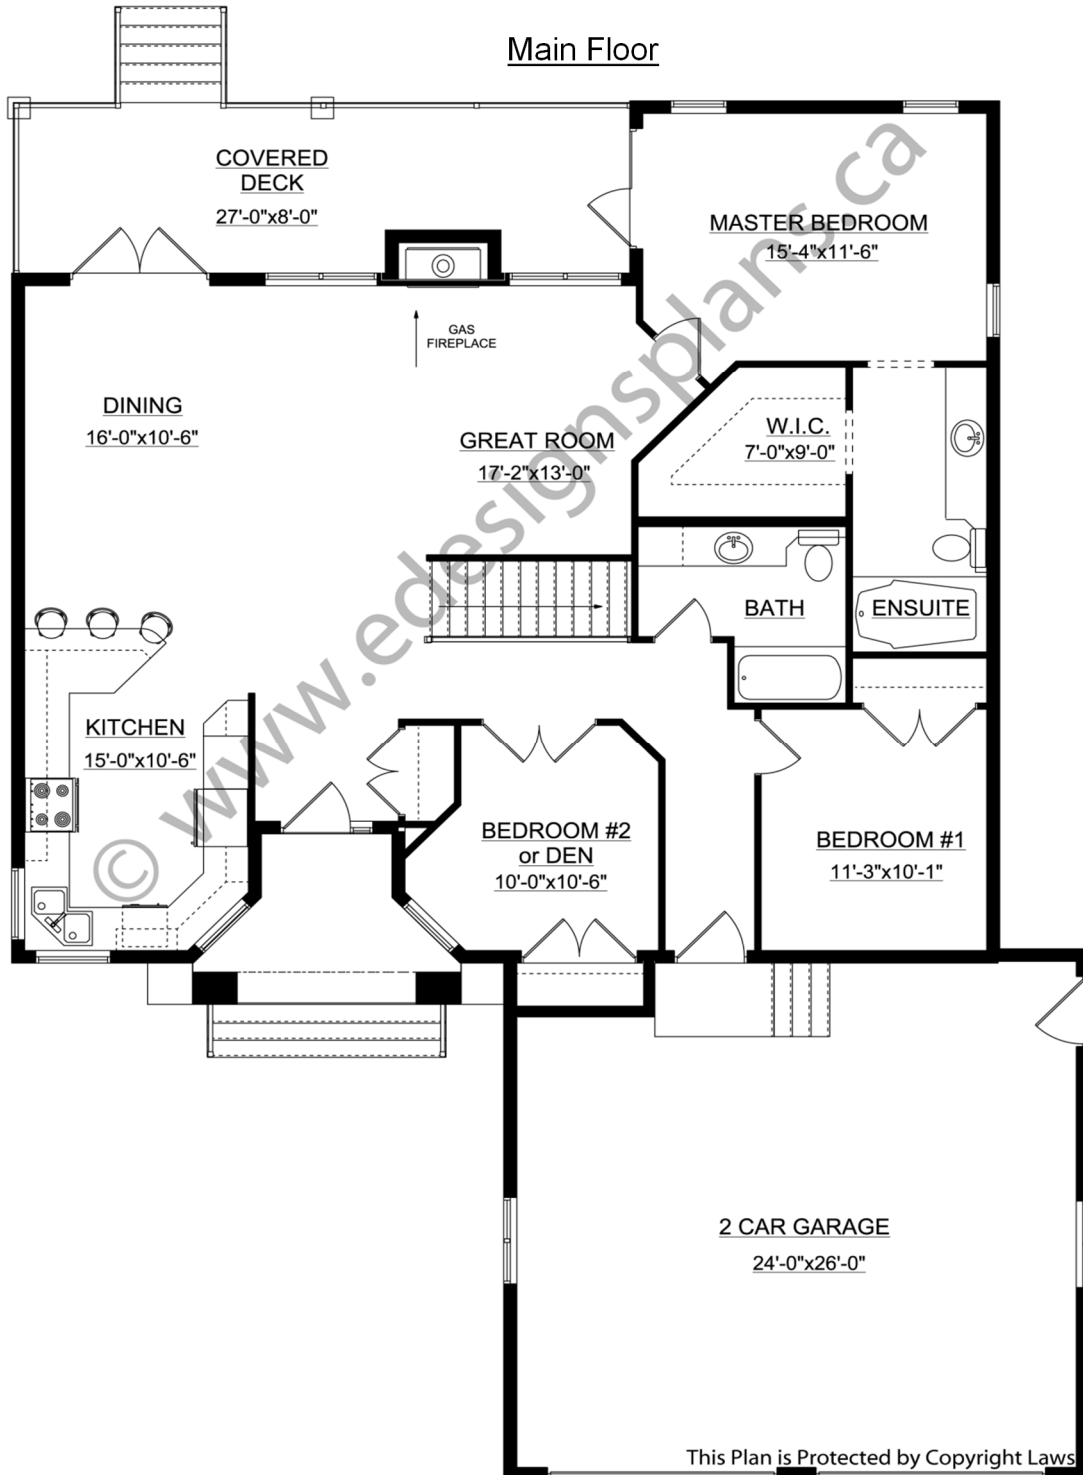 Main Floor
COVERED
DECK
27'-0"x8'-0"
MASTER BEDROOM
15'-4"x11'-6"
GAS
FIREPLACE
DINING
16'-0"x10'-6"
GREAT ROOM
17'-2"x13'-0"
W.I.C.
7'-0"x9'-0"
BATH
ENSUITE
KITCHEN
15'-0"x10'-6"
BEDROOM #2
or DEN
10'-0"x10'-6"
BEDROOM #1
11'-3"x10'-1"
2 CAR GARAGE
24'-0"x26'-0"
© www.edesignsplans.ca
This Plan is Protected by Copyright Laws